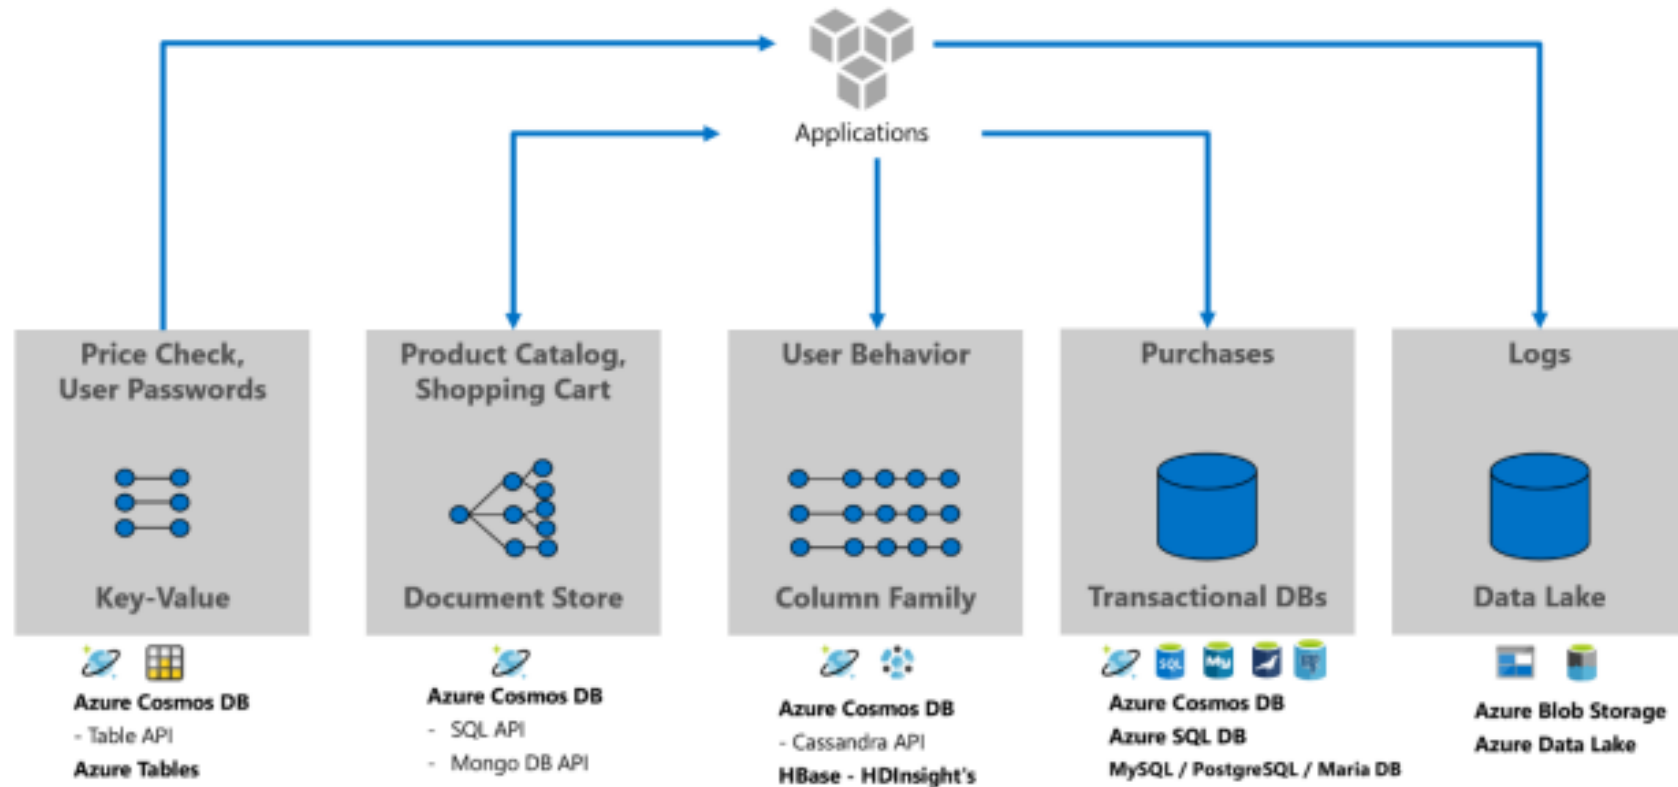 Applications
Price Check,
User Passwords
Key-Value
Azure Cosmos DB
- Table API
Azure Tables
Product Catalog,
Shopping Cart
Document Store
Azure Cosmos DB
- SQL API
- Mongo DB API
User Behavior
Column Family
Azure Cosmos DB
- Cassandra API
HBase - HDInsight's
Purchases
Transactional DBs
SQL
My
Azure Cosmos DB
Azure SQL DB
MySQL / PostgreSQL / Maria DB
Logs
Data Lake
Azure Blob Storage
Azure Data Lake